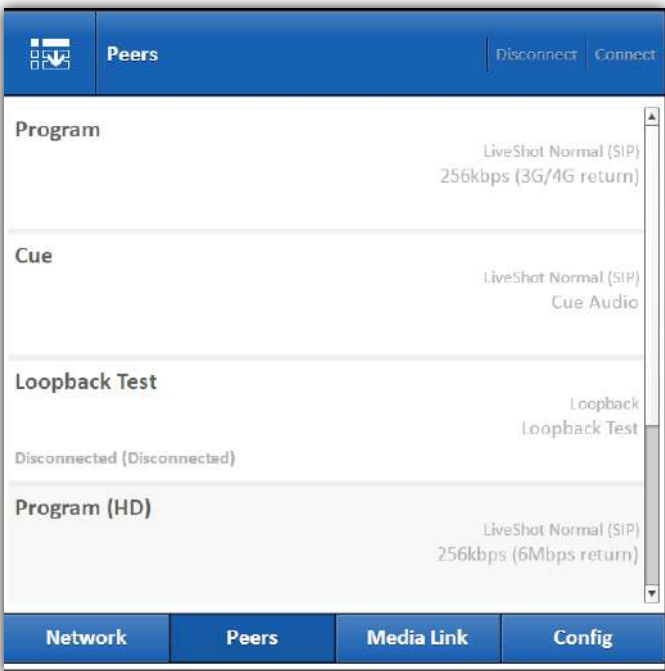 Peers
Disconnect Connect
Program
LiveShot Normal (SIP)
256kbps (3G/4G return)
Cue
LiveShot Normal (SIP)
Cue Audio
Loopback Test
Loopback
Loopback Test
Disconnected (Disconnected)
Program (HD)
LiveShot Normal (SIP)
256kbps (6Mbps return)
Network Peers Media Link Config